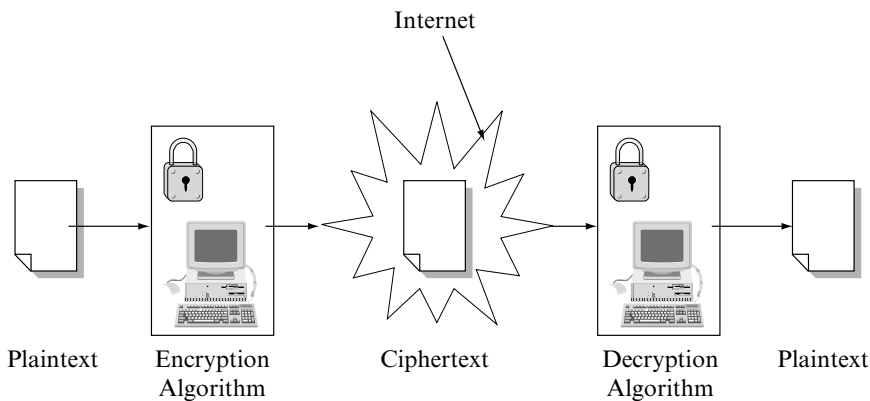 Internet
Plaintext
Encryption
Algorithm
Ciphertext
Decryption
Algorithm
Plaintext